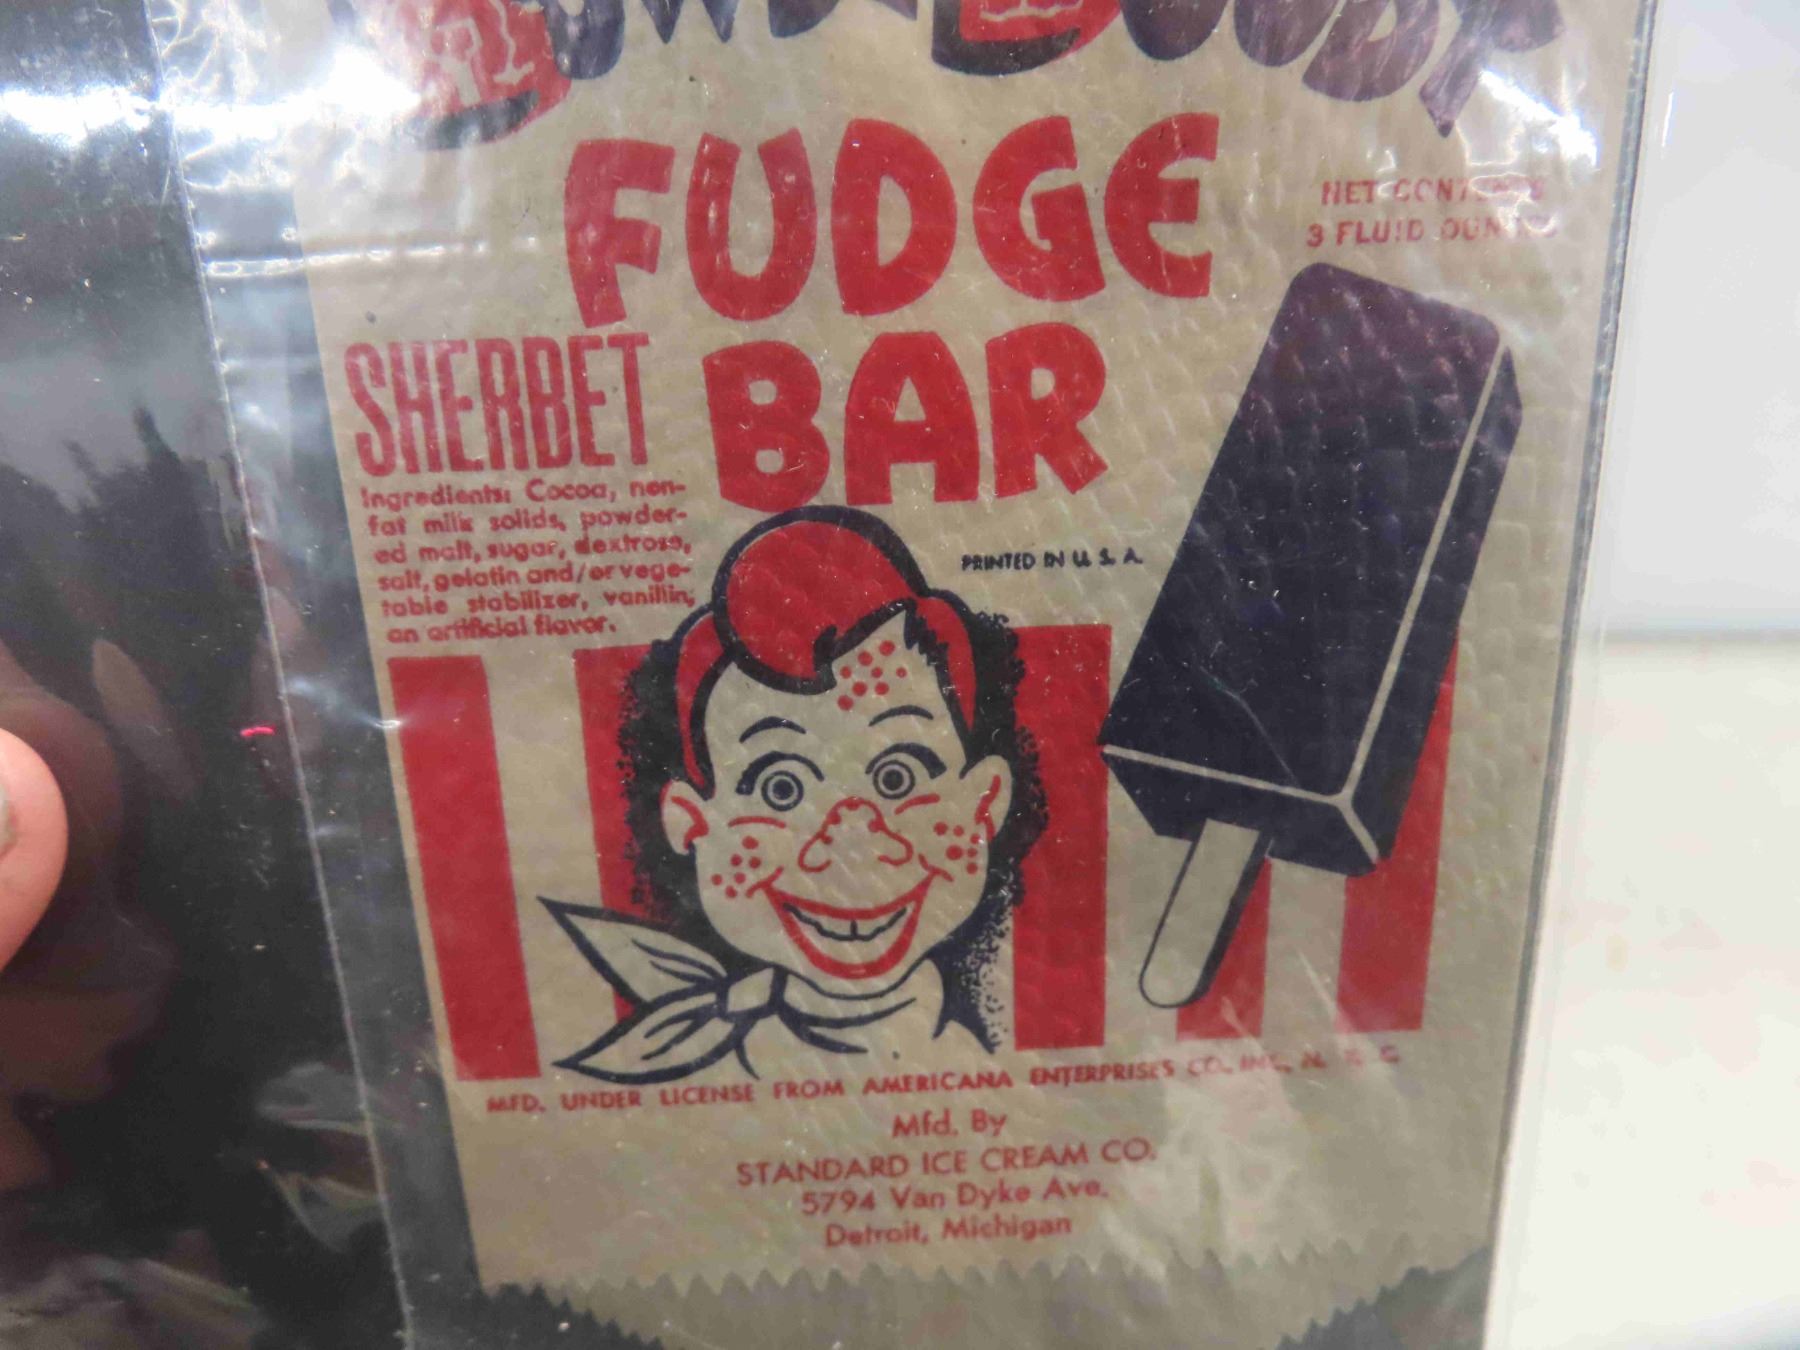 HOWDY DOODY
FUDGE
BAR
NET CONTENTS
3 FLUID OUNCES
SHERBET
Ingredients: Cocoa, non-
fat milk solids, powder-
ed malt, sugar, dextrose,
salt, gelatin and/or vege-
table stabilizer, vanillin;
an artificial flavor.
PRINTED IN U. S. A.
MFD. UNDER LICENSE FROM AMERICANA ENTERPRISES CO. INC., N. Y. C.
Mfd. By
STANDARD ICE CREAM CO.
5794 Van Dyke Ave.
Detroit, Michigan